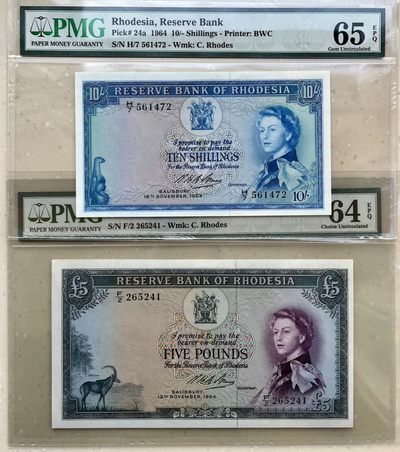 PMG
PAPER MONEY GUARANTY
Rhodesia, Reserve Bank
Pick# 24a 1964 10/- Shillings - Printer: BWC
S/N H/7 561472 - Wmk: C. Rhodes
65 EPQ
Gem Uncirculated
10/-
RESERVE BANK OF RHODESIA
10/-
H/7 561472
I promise to pay the
bearer on demand
TEN SHILLINGS
For the Reserve Bank of Rhodesia
Governor.
SALISBURY,
16TH NOVEMBER, 1964.
H/7 561472
10/-
PMG
PAPER MONEY GUARANTY
S/N F/2 265241 - Wmk: C. Rhodes
64 EPQ
Choice Uncirculated
£5
RESERVE BANK OF RHODESIA
£5
F/2 265241
I promise to pay the
bearer on demand
FIVE POUNDS
For the Reserve Bank of Rhodesia
Governor.
SALISBURY,
12TH NOVEMBER, 1964.
F/2 265241
£5